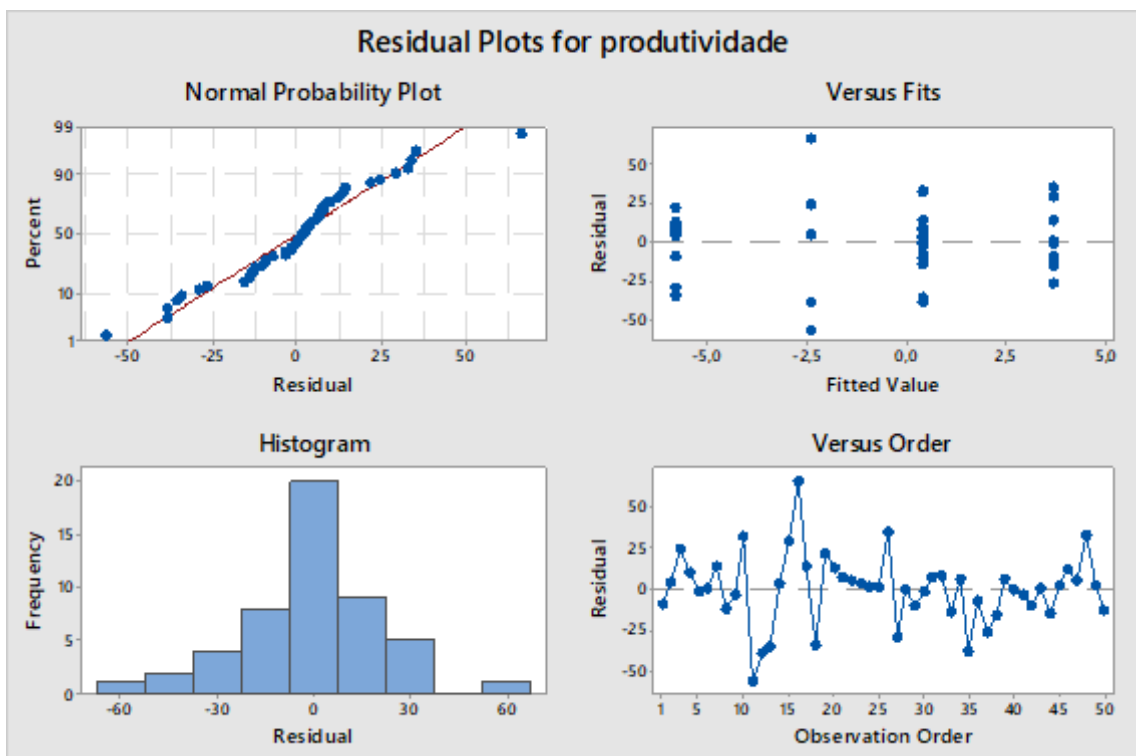 Residual Plots for produtividade
Normal Probability Plot
99
90
50
10
1
Percent
-50 -25 0 25 50
Residual
Versus Fits
50
25
0
-25
-50
Residual
-5,0 -2,5 0,0 2,5 5,0
Fitted Value
Histogram
20
15
10
5
0
Frequency
-60 -30 0 30 60
Residual
Versus Order
50
25
0
-25
-50
Residual
1 5 10 15 20 25 30 35 40 45 50
Observation Order